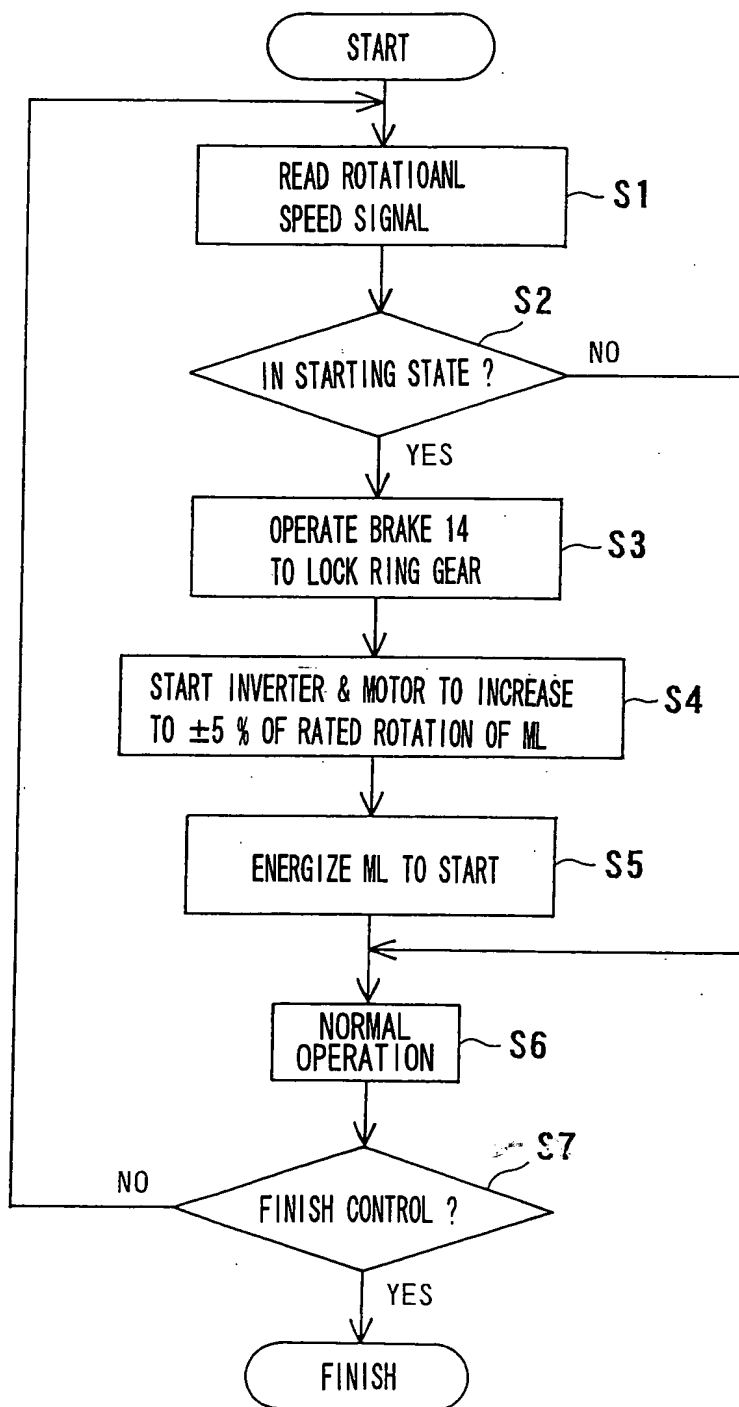 START
READ ROTATIOANL
SPEED SIGNAL
S1
S2
IN STARTING STATE ?
NO
YES
OPERATE BRAKE 14
TO LOCK RING GEAR
S3
START INVERTER & MOTOR TO INCREASE
TO ±5 % OF RATED ROTATION OF ML
S4
ENERGIZE ML TO START
S5
NORMAL
OPERATION
S6
S7
FINISH CONTROL ?
NO
YES
FINISH